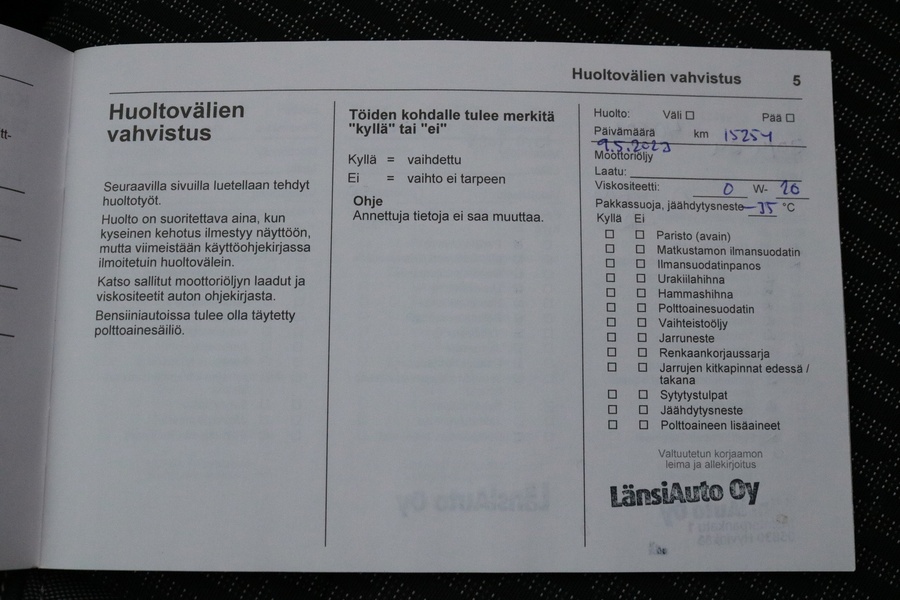 Huoltovälien vahvistus 5
tt-
Huoltovälien
vahvistus
Seuraavilla sivuilla luetellaan tehdyt
huoltotyöt.
Huolto on suoritettava aina, kun
kyseinen kehotus ilmestyy näyttöön,
mutta viimeistään käyttöohjekirjassa
ilmoitetuin huoltovälein.
Katso sallitut moottoriöljyn laadut ja
viskositeetit auton ohjekirjasta.
Bensiiniautoissa tulee olla täytetty
polttoainesäiliö.
Töiden kohdalle tulee merkitä
"kyllä" tai "ei"
Kyllä = vaihdettu
Ei = vaihto ei tarpeen
Ohje
Annettuja tietoja ei saa muuttaa.
Huolto: Väli Pää
Päivämäärä km 15254
9.5.2023
Moottoriöljy
Laatu:
Viskositeetti: 0 W- 20
Pakkassuoja, jäähdytysneste -35 °C
Kyllä Ei
Paristo (avain)
Matkustamon ilmansuodatin
Ilmansuodatinpanos
Urakiilahihna
Hammashihna
Polttoainesuodatin
Vaihteistoöljy
Jarruneste
Renkaankorjaussarja
Jarrujen kitkapinnat edessä /
takana
Sytytystulpat
Jäähdytysneste
Polttoaineen lisäaineet
Valtuutetun korjaamon
leima ja allekirjoitus
LänsiAuto Oy